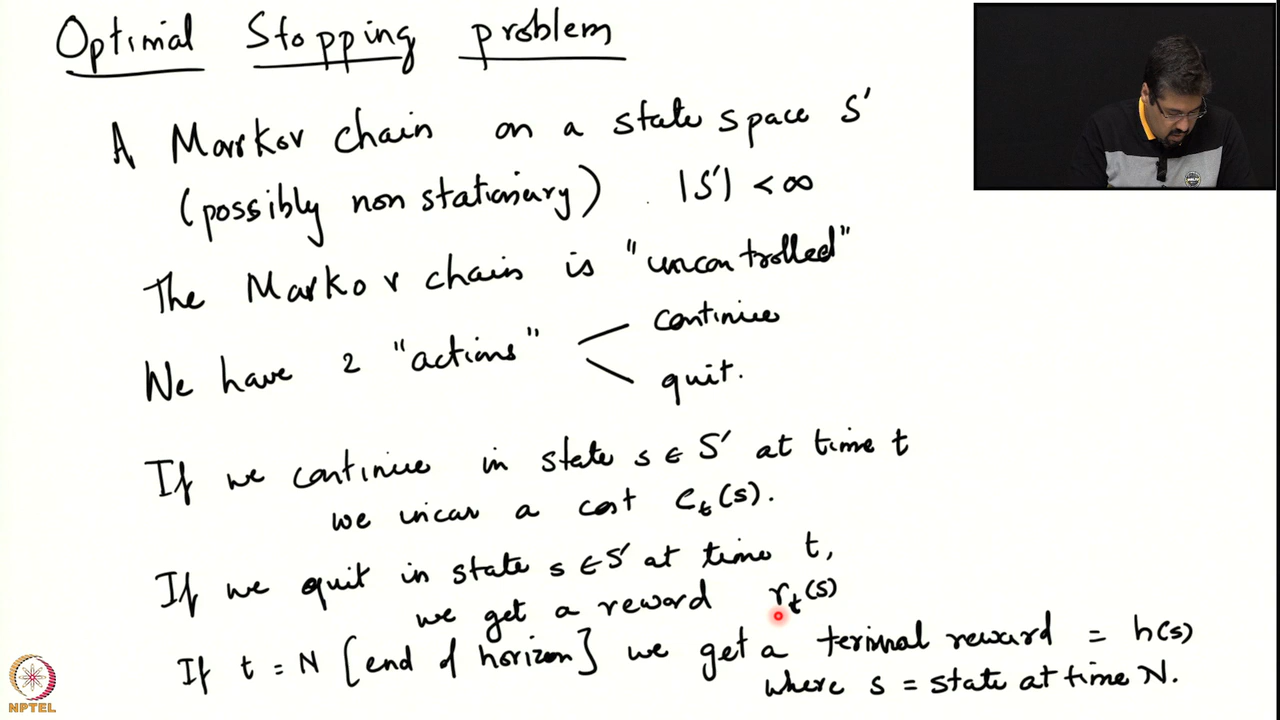 Optimal Stopping problem
A Markov chain on a state space S'
(possibly non stationary) |S'| < ∞
The Markov chain is "uncontrolled"
We have 2 "actions"
continue
quit.
If we continue in state s ∈ S' at time t
we incur a cost c_t(s).
If we quit in state s ∈ S' at time t,
we get a reward r_t(s)
If t = N [end of horizon] we get a terminal reward = h(s)
where s = state at time N.
NPTEL